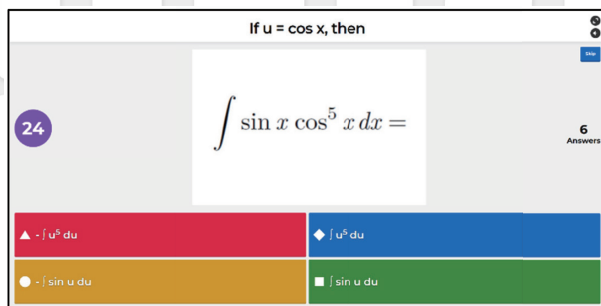 If u = cos x, then
Skip
24
∫ sin x cos⁵ x dx =
6
Answers
- ∫ u⁵ du
∫ u⁵ du
- ∫ sin u du
∫ sin u du